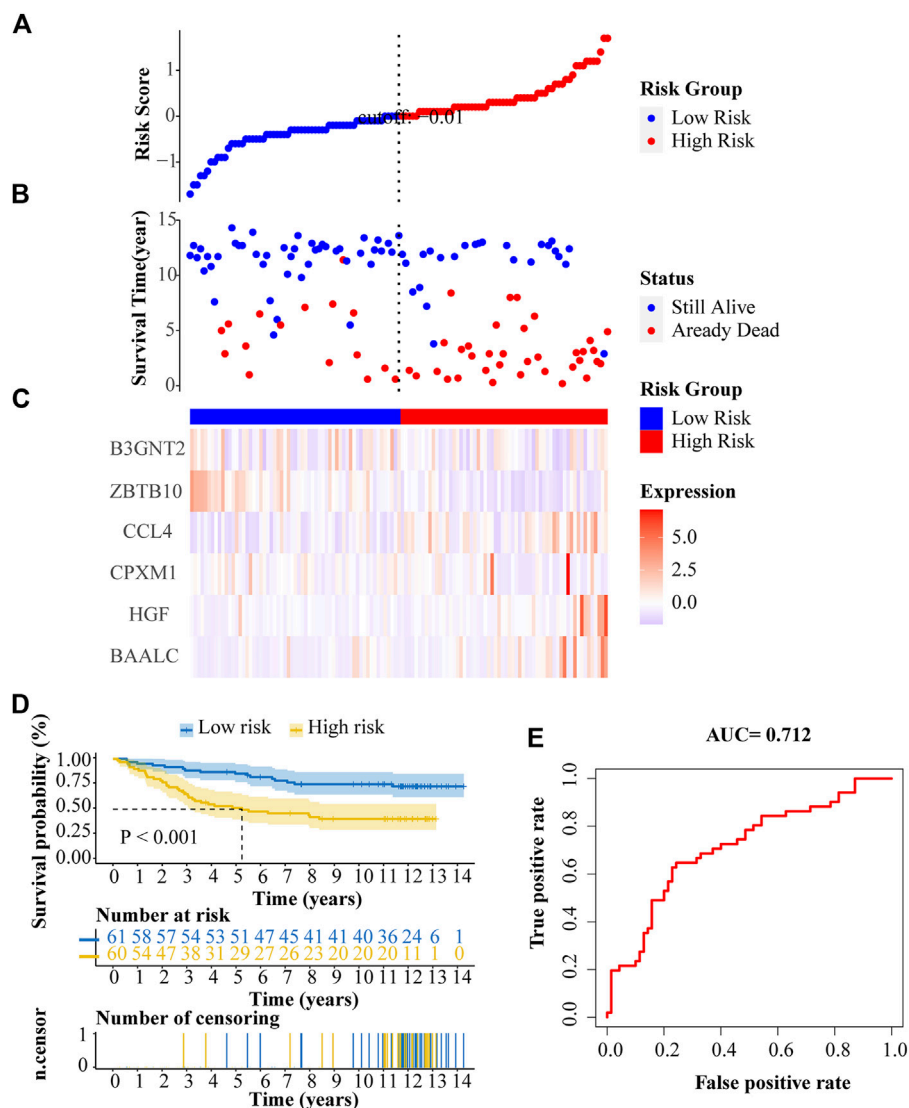 A
Risk Score
1
0
−1
cutoff: −0.01
Risk Group
Low Risk
High Risk
B
Survival Time(year)
15
10
5
0
Status
Still Alive
Aready Dead
C
Risk Group
Low Risk
High Risk
B3GNT2
ZBTB10
CCL4
CPXM1
HGF
BAALC
Expression
5.0
2.5
0.0
D
Low risk High risk
Survival probability (%)
1.00
0.75
0.50
0.25
0.00
P < 0.001
0 1 2 3 4 5 6 7 8 9 10 11 12 13 14
Time (years)
Number at risk
61 58 57 54 53 51 47 45 41 41 40 36 24 6 1
60 54 47 38 31 29 27 26 23 20 20 20 11 1 0
0 1 2 3 4 5 6 7 8 9 10 11 12 13 14
Time (years)
Number of censoring
n.censor
1
0
0 1 2 3 4 5 6 7 8 9 10 11 12 13 14
Time (years)
E
AUC= 0.712
True positive rate
1.0
0.8
0.6
0.4
0.2
0.0
0.0 0.2 0.4 0.6 0.8 1.0
False positive rate